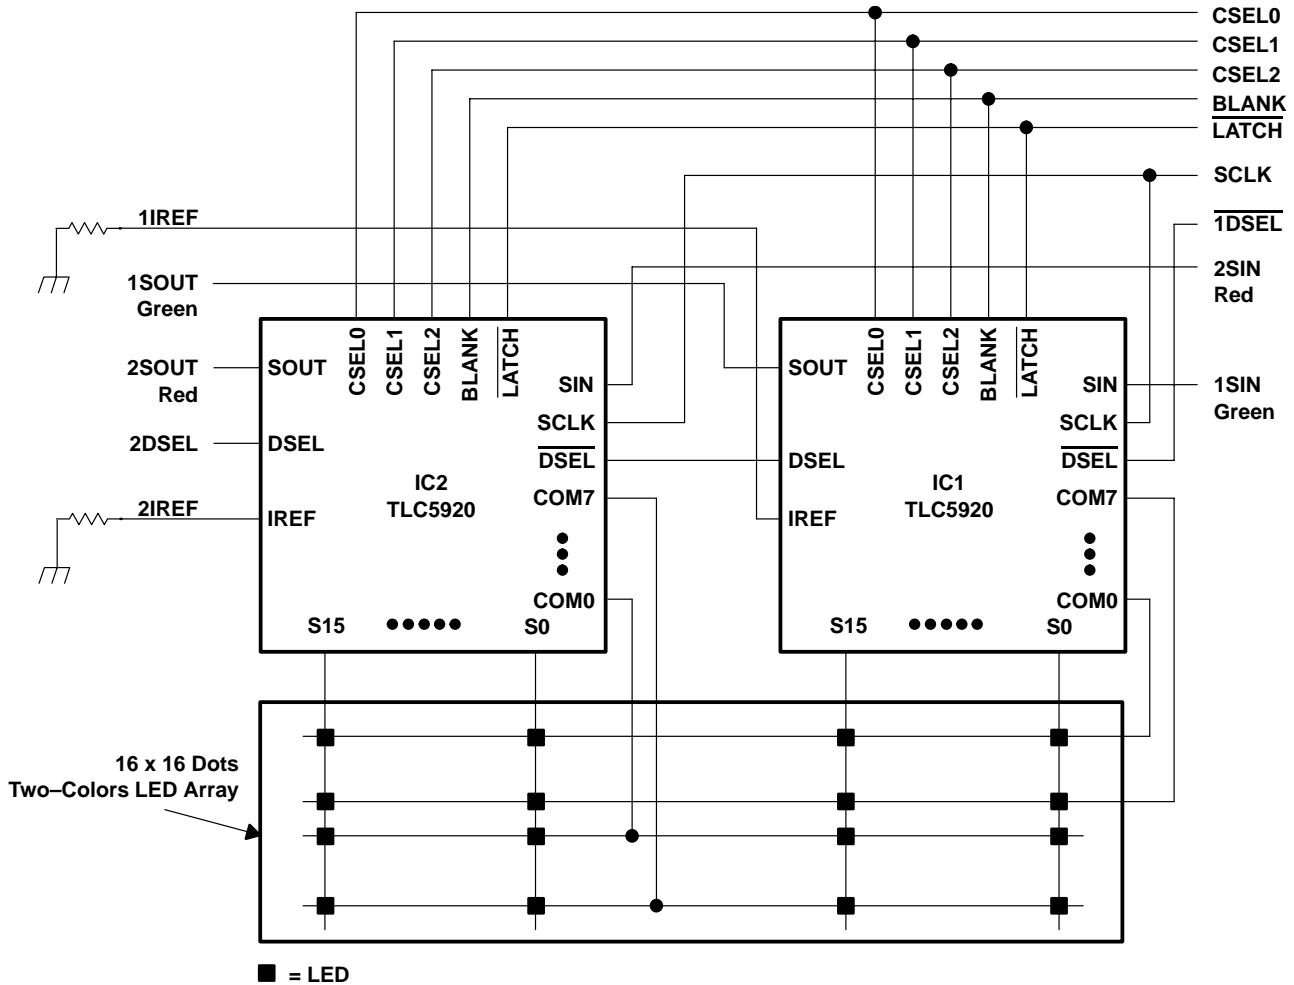 CSEL0
CSEL1
CSEL2
BLANK
LATCH
SCLK
1DSEL
2SIN
Red
1SIN
Green
1IREF
1SOUT
Green
2SOUT
Red
2DSEL
2IREF
CSEL0
CSEL1
CSEL2
BLANK
LATCH
SOUT
SIN
SCLK
DSEL
DSEL
IC2
TLC5920
COM7
IREF
COM0
S15
S0
CSEL0
CSEL1
CSEL2
BLANK
LATCH
SOUT
SIN
SCLK
DSEL
DSEL
IC1
TLC5920
COM7
IREF
COM0
S15
S0
16 x 16 Dots
Two–Colors LED Array
= LED